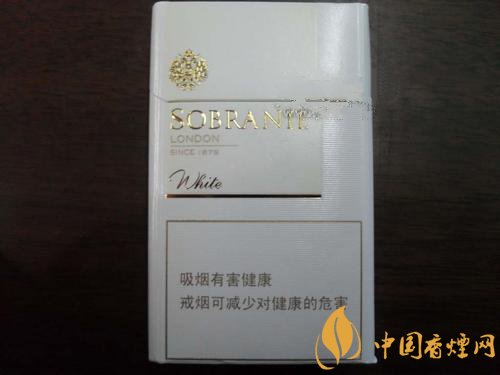 SOBRANIE
LONDON
SINCE 1879
White
吸烟有害健康
戒烟可减少对健康的危害
中国香烟网